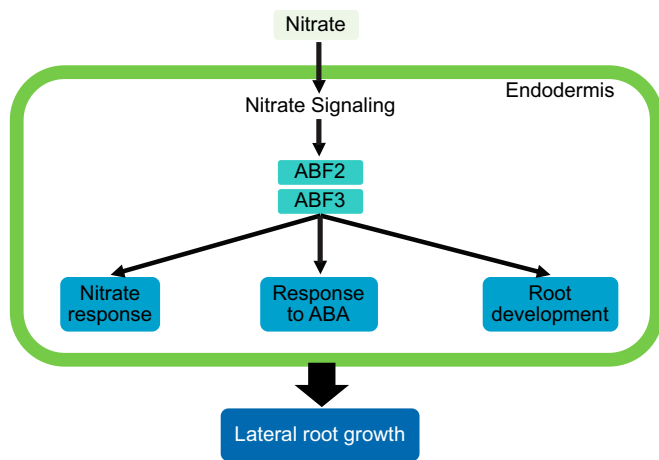 Nitrate
Endodermis
Nitrate Signaling
ABF2
ABF3
Nitrate
response
Response
to ABA
Root
development
Lateral root growth